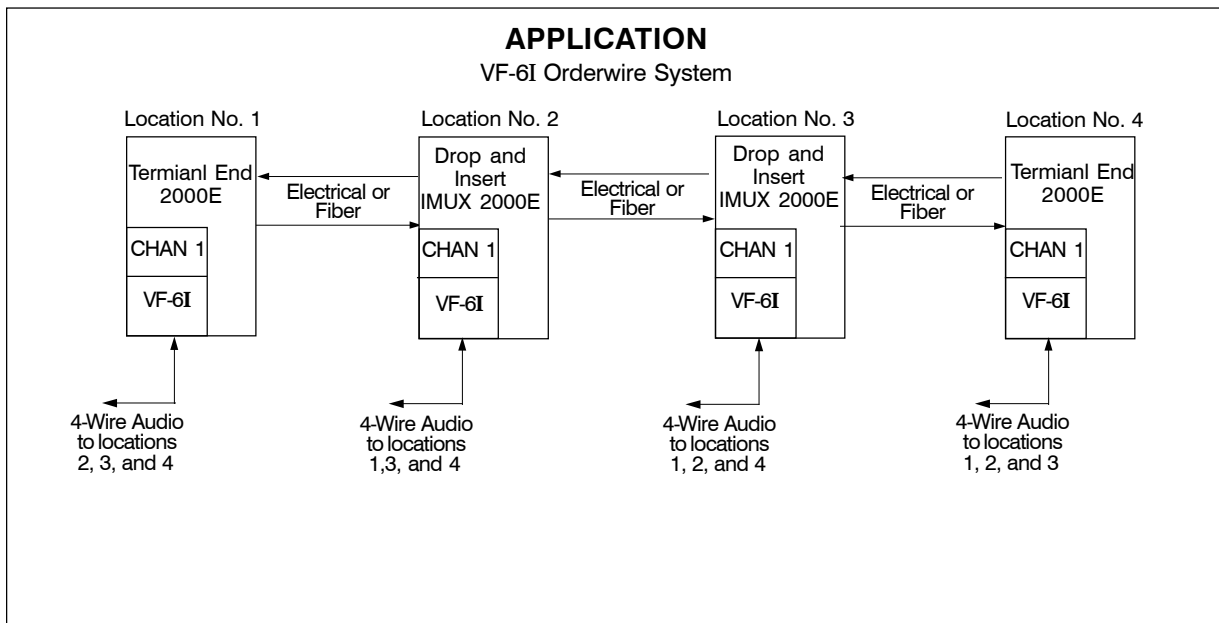 APPLICATION
VF-6I Orderwire System
Location No. 1
Termianl End
2000E
CHAN 1
VF-6I
4-Wire Audio
to locations
2, 3, and 4
Electrical or
Fiber
Location No. 2
Drop and
Insert
IMUX 2000E
CHAN 1
VF-6I
4-Wire Audio
to locations
1,3, and 4
Electrical or
Fiber
Location No. 3
Drop and
Insert
IMUX 2000E
CHAN 1
VF-6I
4-Wire Audio
to locations
1, 2, and 4
Electrical or
Fiber
Location No. 4
Termianl End
2000E
CHAN 1
VF-6I
4-Wire Audio
to locations
1, 2, and 3